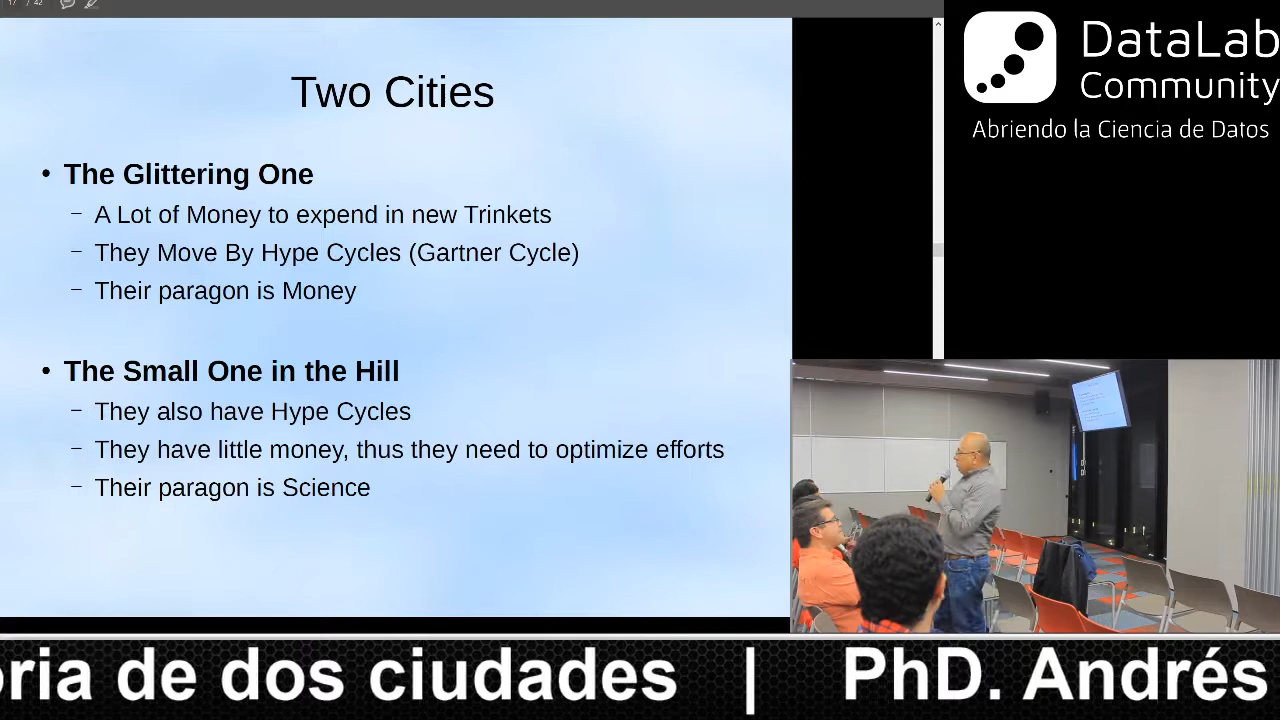 17 / 42
Two Cities
• The Glittering One
– A Lot of Money to expend in new Trinkets
– They Move By Hype Cycles (Gartner Cycle)
– Their paragon is Money
• The Small One in the Hill
– They also have Hype Cycles
– They have little money, thus they need to optimize efforts
– Their paragon is Science
DataLab
Community
Abriendo la Ciencia de Datos
oria de dos ciudades | PhD. Andrés